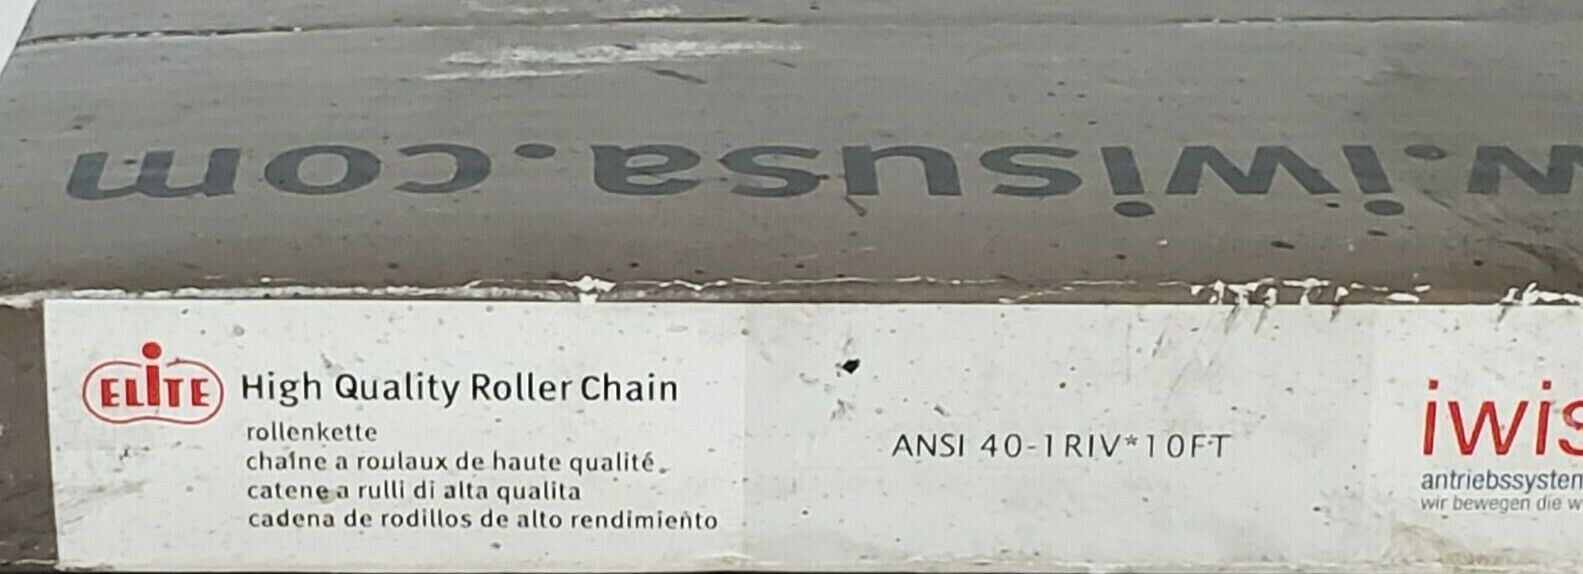 w.iwisusa.com
ELITE
High Quality Roller Chain
rollenkette
chaîne a roulaux de haute qualité
catene a rulli di alta qualita
cadena de rodillos de alto rendimiento
ANSI 40-1RIV*10FT
iwis
antriebssystem
wir bewegen die w